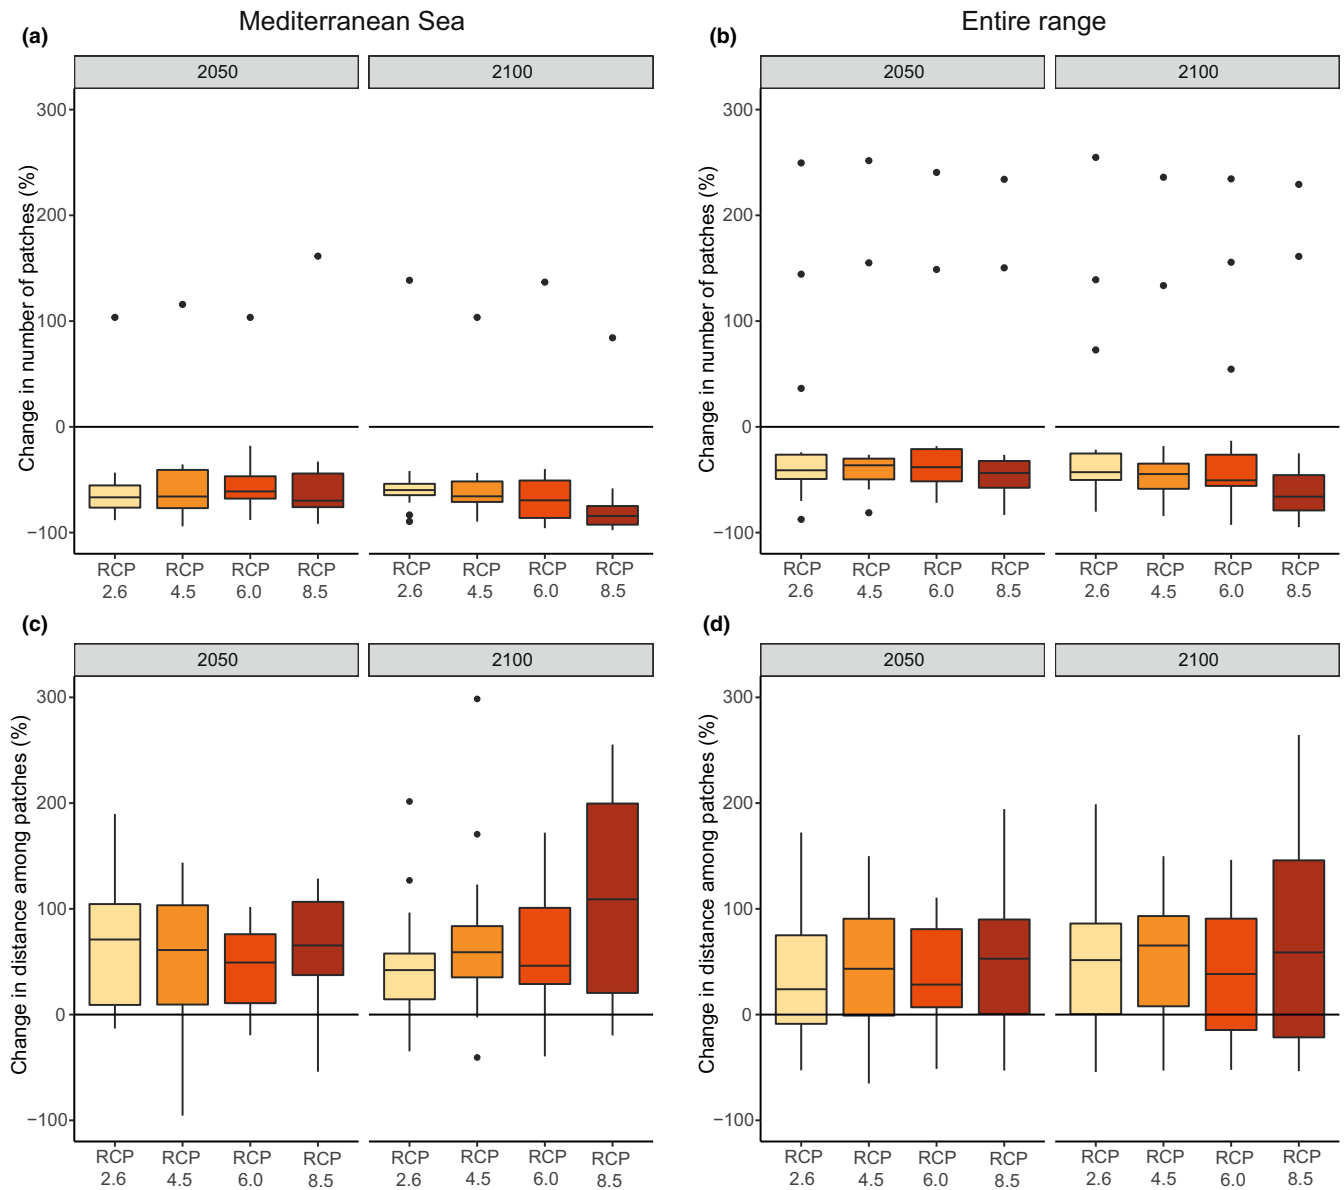 Mediterranean Sea
Entire range
(a)
2050
2100
Change in number of patches (%)
300
200
100
0
−100
RCP 2.6
RCP 4.5
RCP 6.0
RCP 8.5
RCP 2.6
RCP 4.5
RCP 6.0
RCP 8.5
(b)
2050
2100
Change in number of patches (%)
300
200
100
0
−100
RCP 2.6
RCP 4.5
RCP 6.0
RCP 8.5
RCP 2.6
RCP 4.5
RCP 6.0
RCP 8.5
(c)
2050
2100
Change in distance among patches (%)
300
200
100
0
−100
RCP 2.6
RCP 4.5
RCP 6.0
RCP 8.5
RCP 2.6
RCP 4.5
RCP 6.0
RCP 8.5
(d)
2050
2100
Change in distance among patches (%)
300
200
100
0
−100
RCP 2.6
RCP 4.5
RCP 6.0
RCP 8.5
RCP 2.6
RCP 4.5
RCP 6.0
RCP 8.5